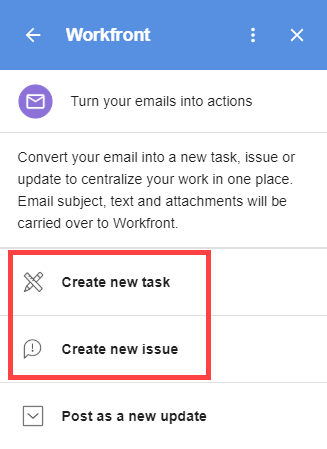 Workfront
Turn your emails into actions
Convert your email into a new task, issue or
update to centralize your work in one place.
Email subject, text and attachments will be
carried over to Workfront.
Create new task
Create new issue
Post as a new update